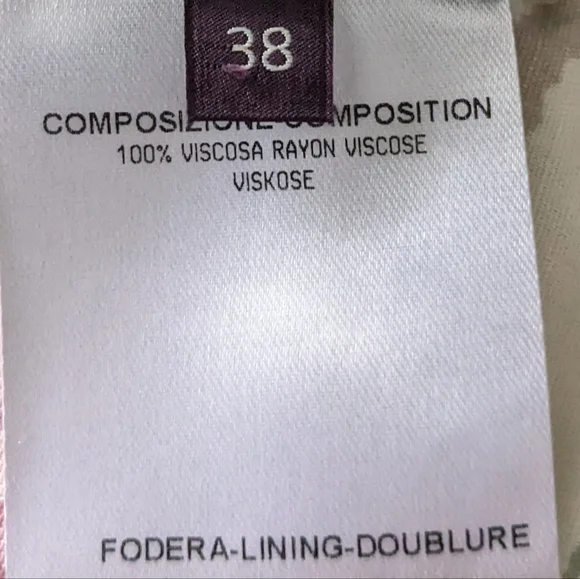 38
COMPOSIZIONE COMPOSITION
100% VISCOSA RAYON VISCOSE
VISKOSE
FODERA-LINING-DOUBLURE